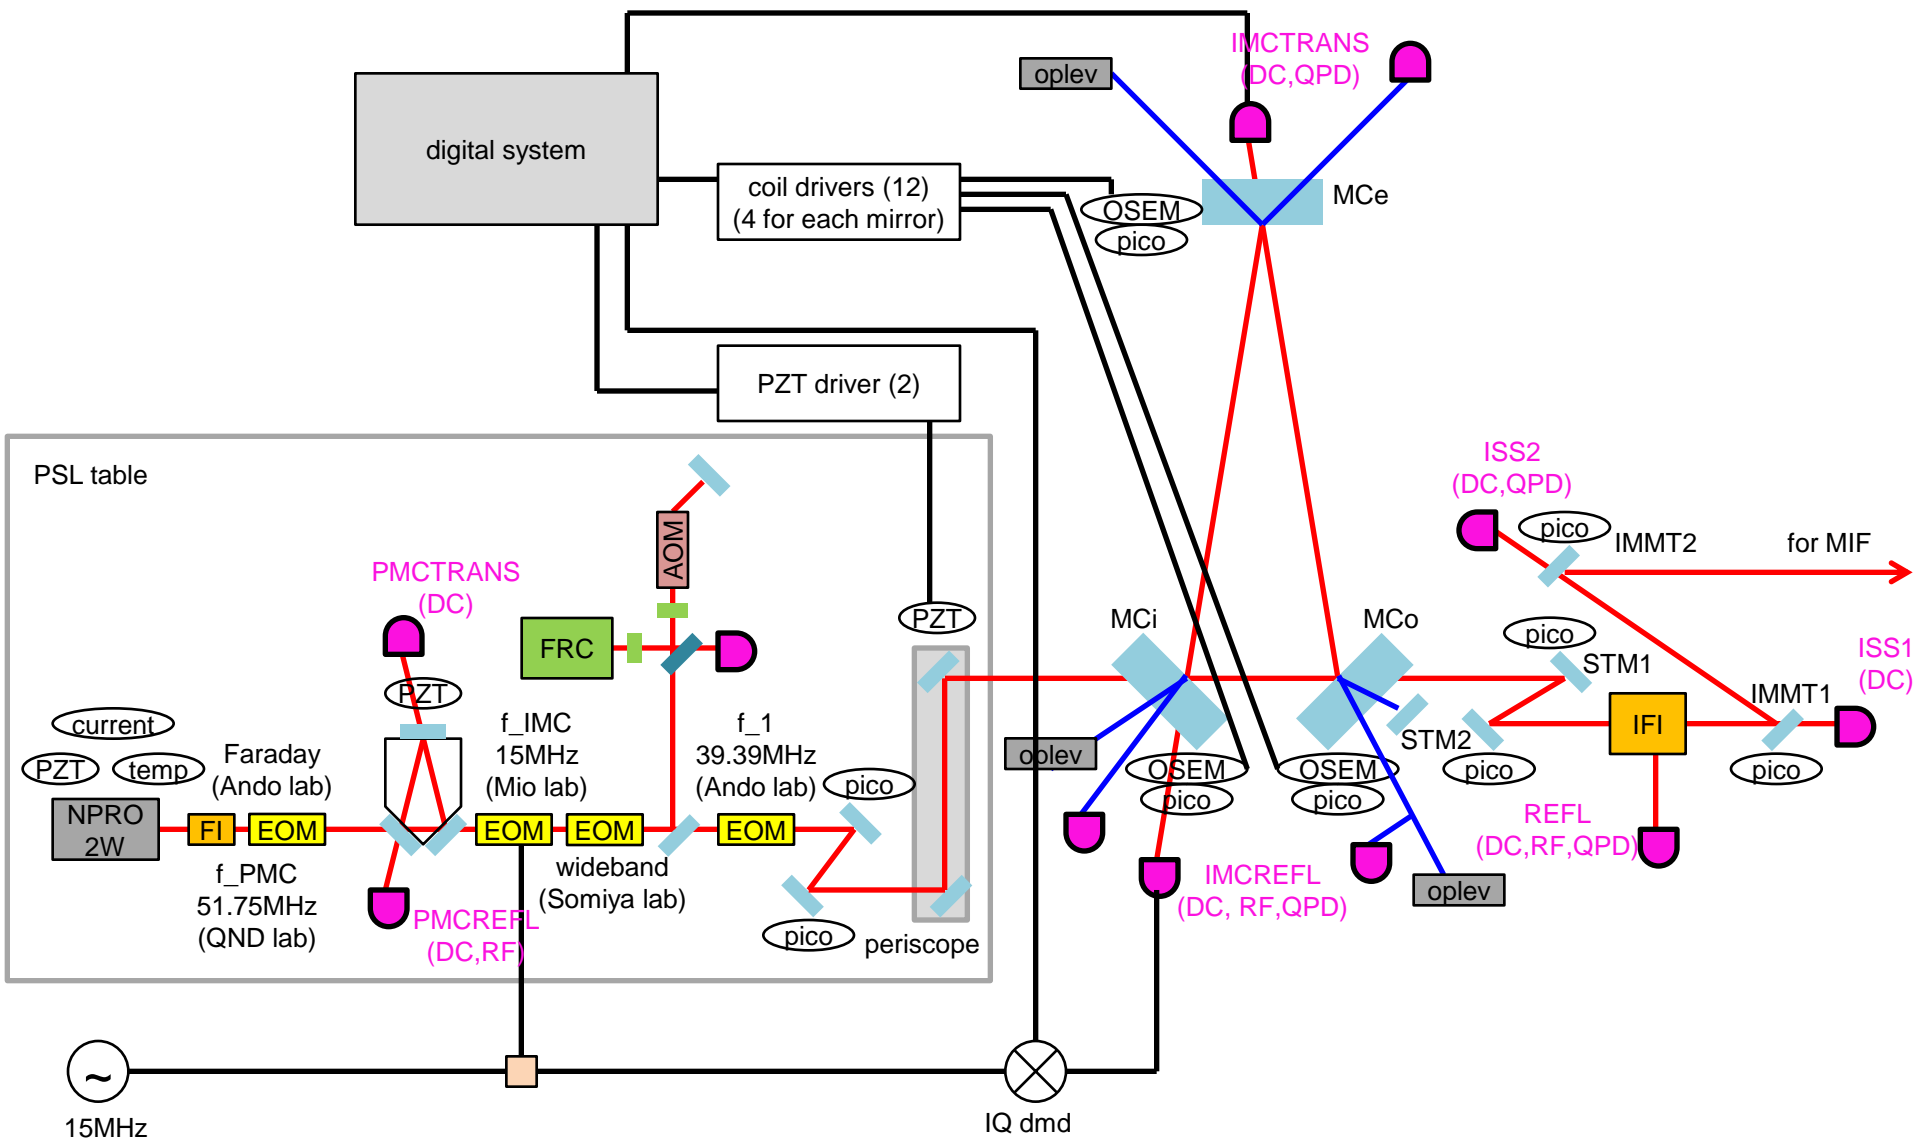 IMCTRANS
(DC,QPD)
oplev
digital system
coil drivers (12)
(4 for each mirror)
OSEM
pico
MCe
PZT driver (2)
PSL table
AOM
PMCTRANS
(DC)
FRC
PZT
PZT
MCi
MCo
ISS2
(DC,QPD)
pico
IMMT2
for MIF
pico
STM1
ISS1
(DC)
IMMT1
IFI
STM2
pico
pico
current
PZT
temp
NPRO
2W
Faraday
(Ando lab)
FI
EOM
f_PMC
51.75MHz
(QND lab)
f_IMC
15MHz
(Mio lab)
EOM
EOM
wideband
(Somiya lab)
f_1
39.39MHz
(Ando lab)
EOM
pico
pico
periscope
PMCREFL
(DC,RF)
oplev
OSEM
pico
OSEM
pico
IMCREFL
(DC, RF,QPD)
oplev
REFL
(DC,RF,QPD)
~
15MHz
IQ dmd